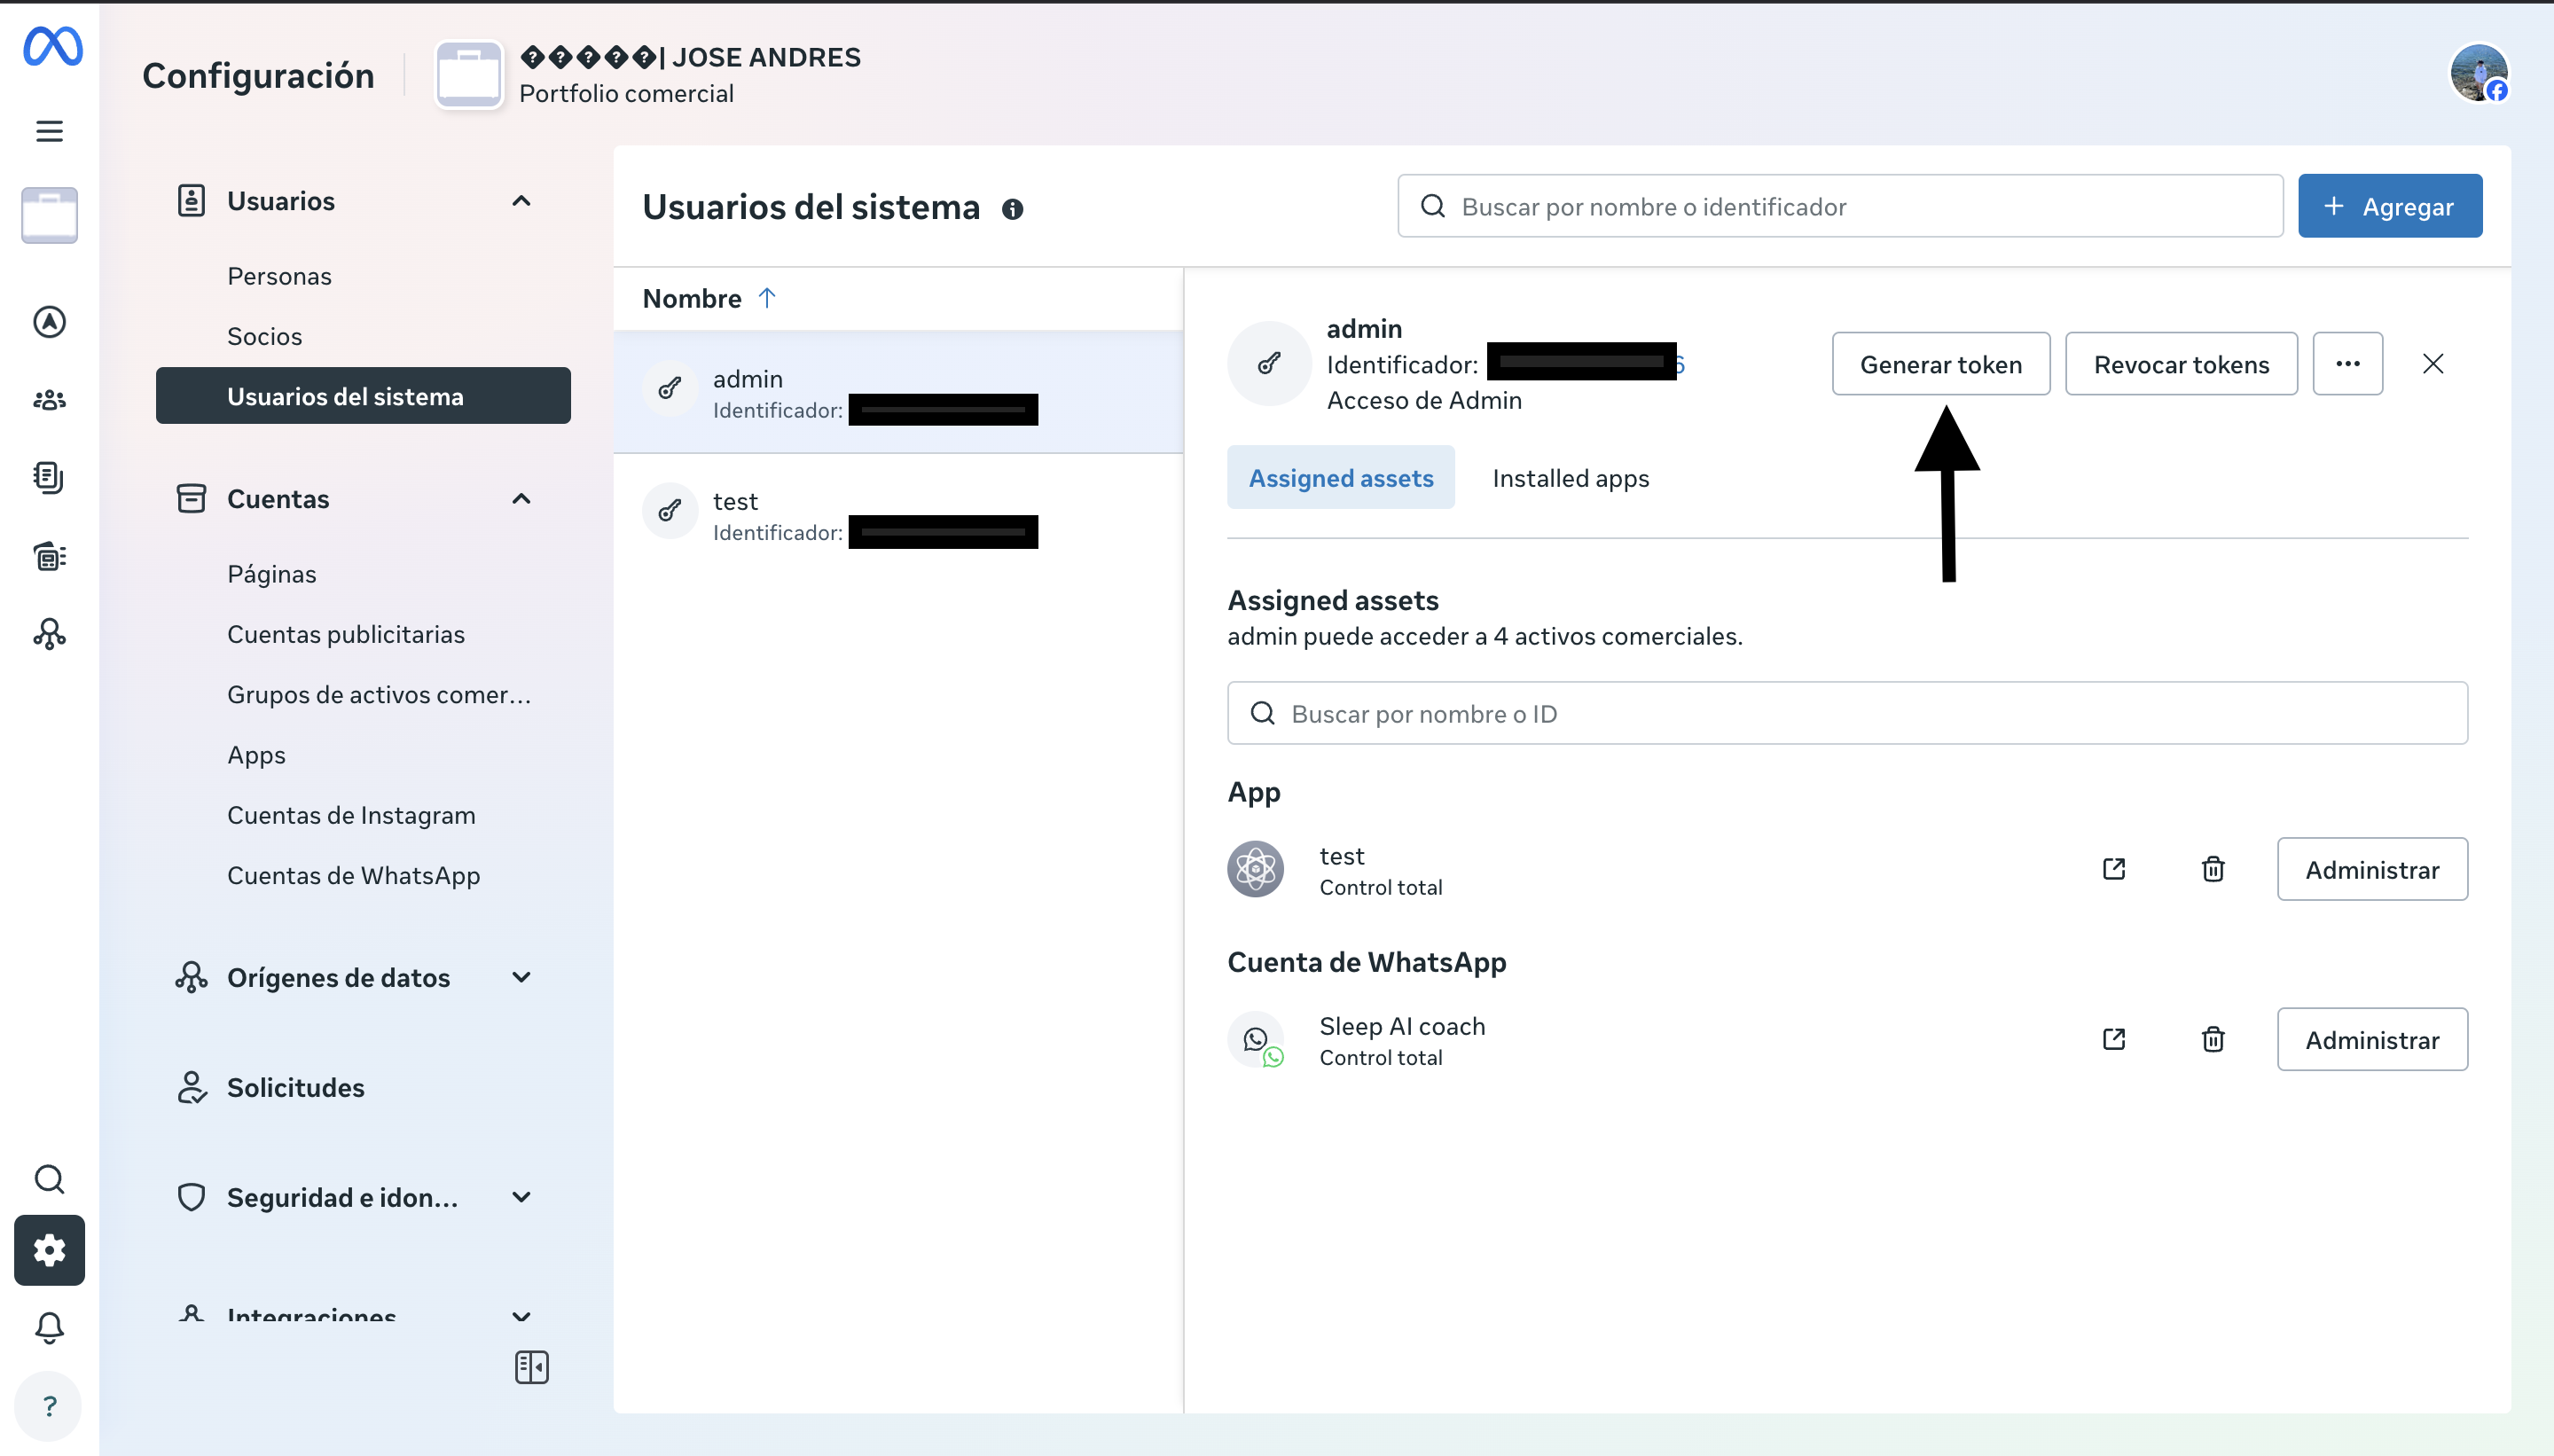 Configuración
�����| JOSE ANDRES
Portfolio comercial
Usuarios
Personas
Socios
Usuarios del sistema
Cuentas
Páginas
Cuentas publicitarias
Grupos de activos comer...
Apps
Cuentas de Instagram
Cuentas de WhatsApp
Orígenes de datos
Solicitudes
Seguridad e idon...
Integraciones
?
Usuarios del sistema
Buscar por nombre o identificador
+ Agregar
Nombre
admin
Identificador:
test
Identificador:
admin
Identificador: 6
Acceso de Admin
Generar token
Revocar tokens
Assigned assets
Installed apps
Assigned assets
admin puede acceder a 4 activos comerciales.
Buscar por nombre o ID
App
test
Control total
Administrar
Cuenta de WhatsApp
Sleep AI coach
Control total
Administrar